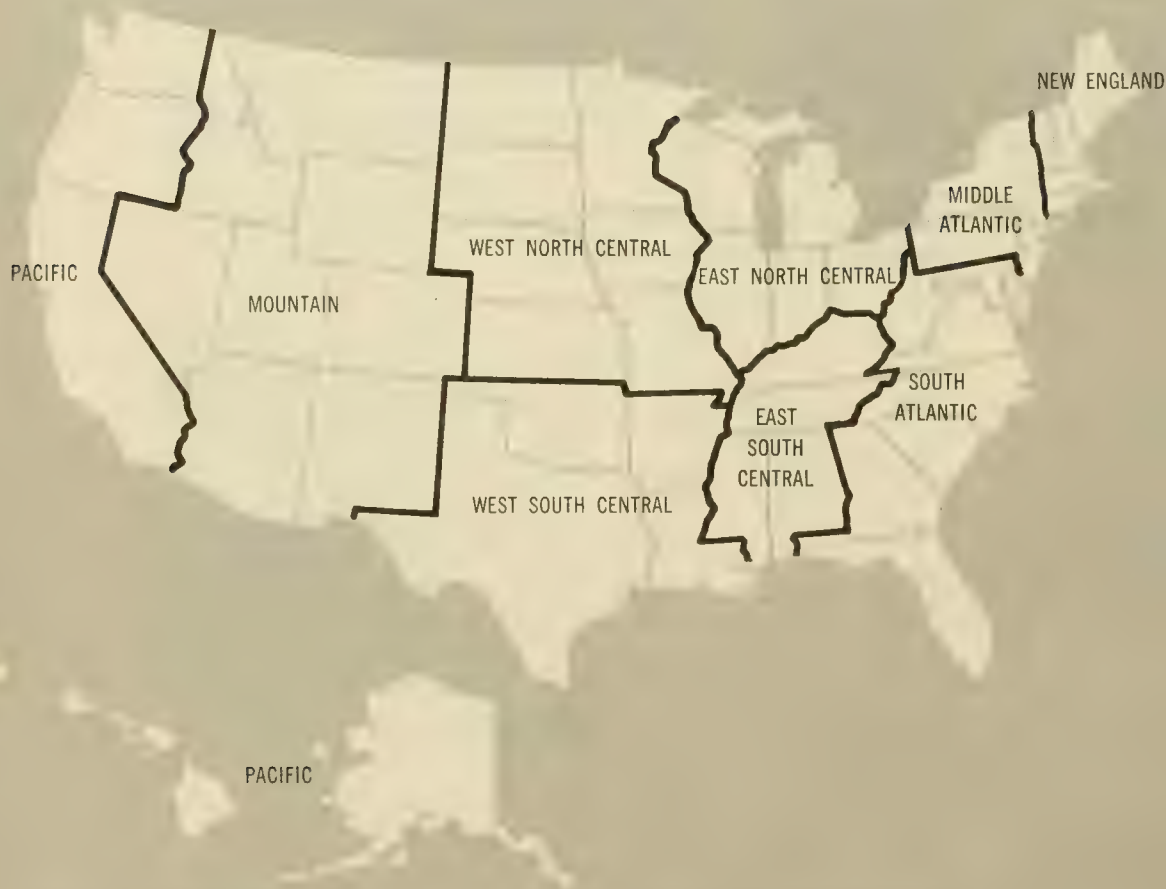 NEW ENGLAND
MIDDLE
ATLANTIC
WEST NORTH CENTRAL
EAST NORTH CENTRAL
PACIFIC
MOUNTAIN
SOUTH
ATLANTIC
EAST
SOUTH
CENTRAL
WEST SOUTH CENTRAL
PACIFIC